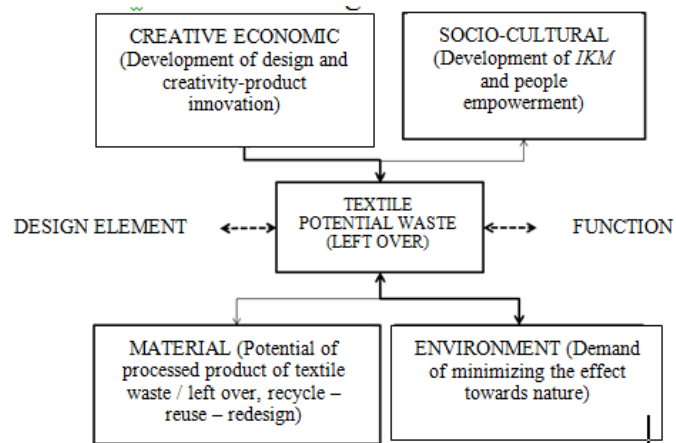 CREATIVE ECONOMIC
(Development of design and
creativity-product
innovation)
SOCIO-CULTURAL
(Development of IKM
and people
empowerment)
DESIGN ELEMENT
TEXTILE
POTENTIAL WASTE
(LEFT OVER)
FUNCTION
MATERIAL (Potential of
processed product of textile
waste / left over, recycle –
reuse – redesign)
ENVIRONMENT (Demand
of minimizing the effect
towards nature)